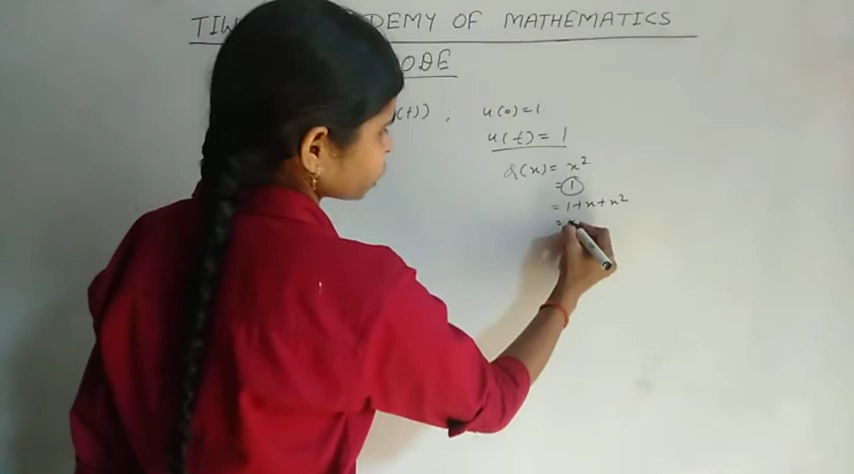 DEMY OF MATHEMATICS
ODE
(t)) ; u(0)=1
u(t) = 1
(x) = x²
= 1
= 1+x+x²
=